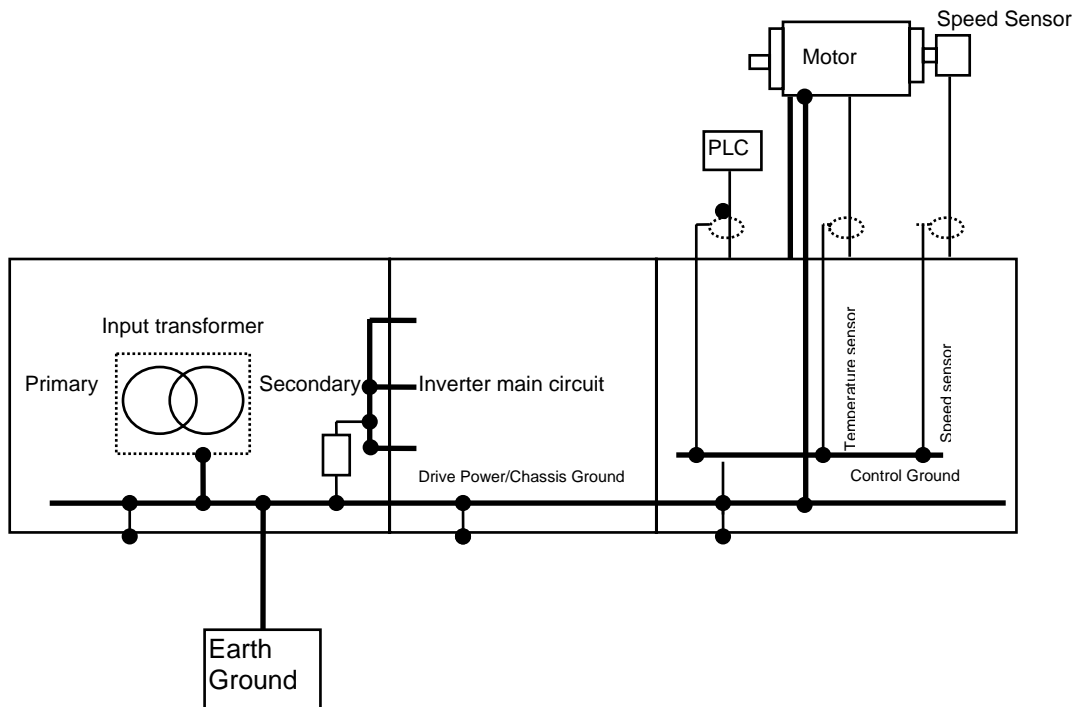 Speed Sensor
Motor
PLC
Input transformer
Primary
Secondary
Inverter main circuit
Temperature sensor
Speed sensor
Drive Power/Chassis Ground
Control Ground
Earth
Ground